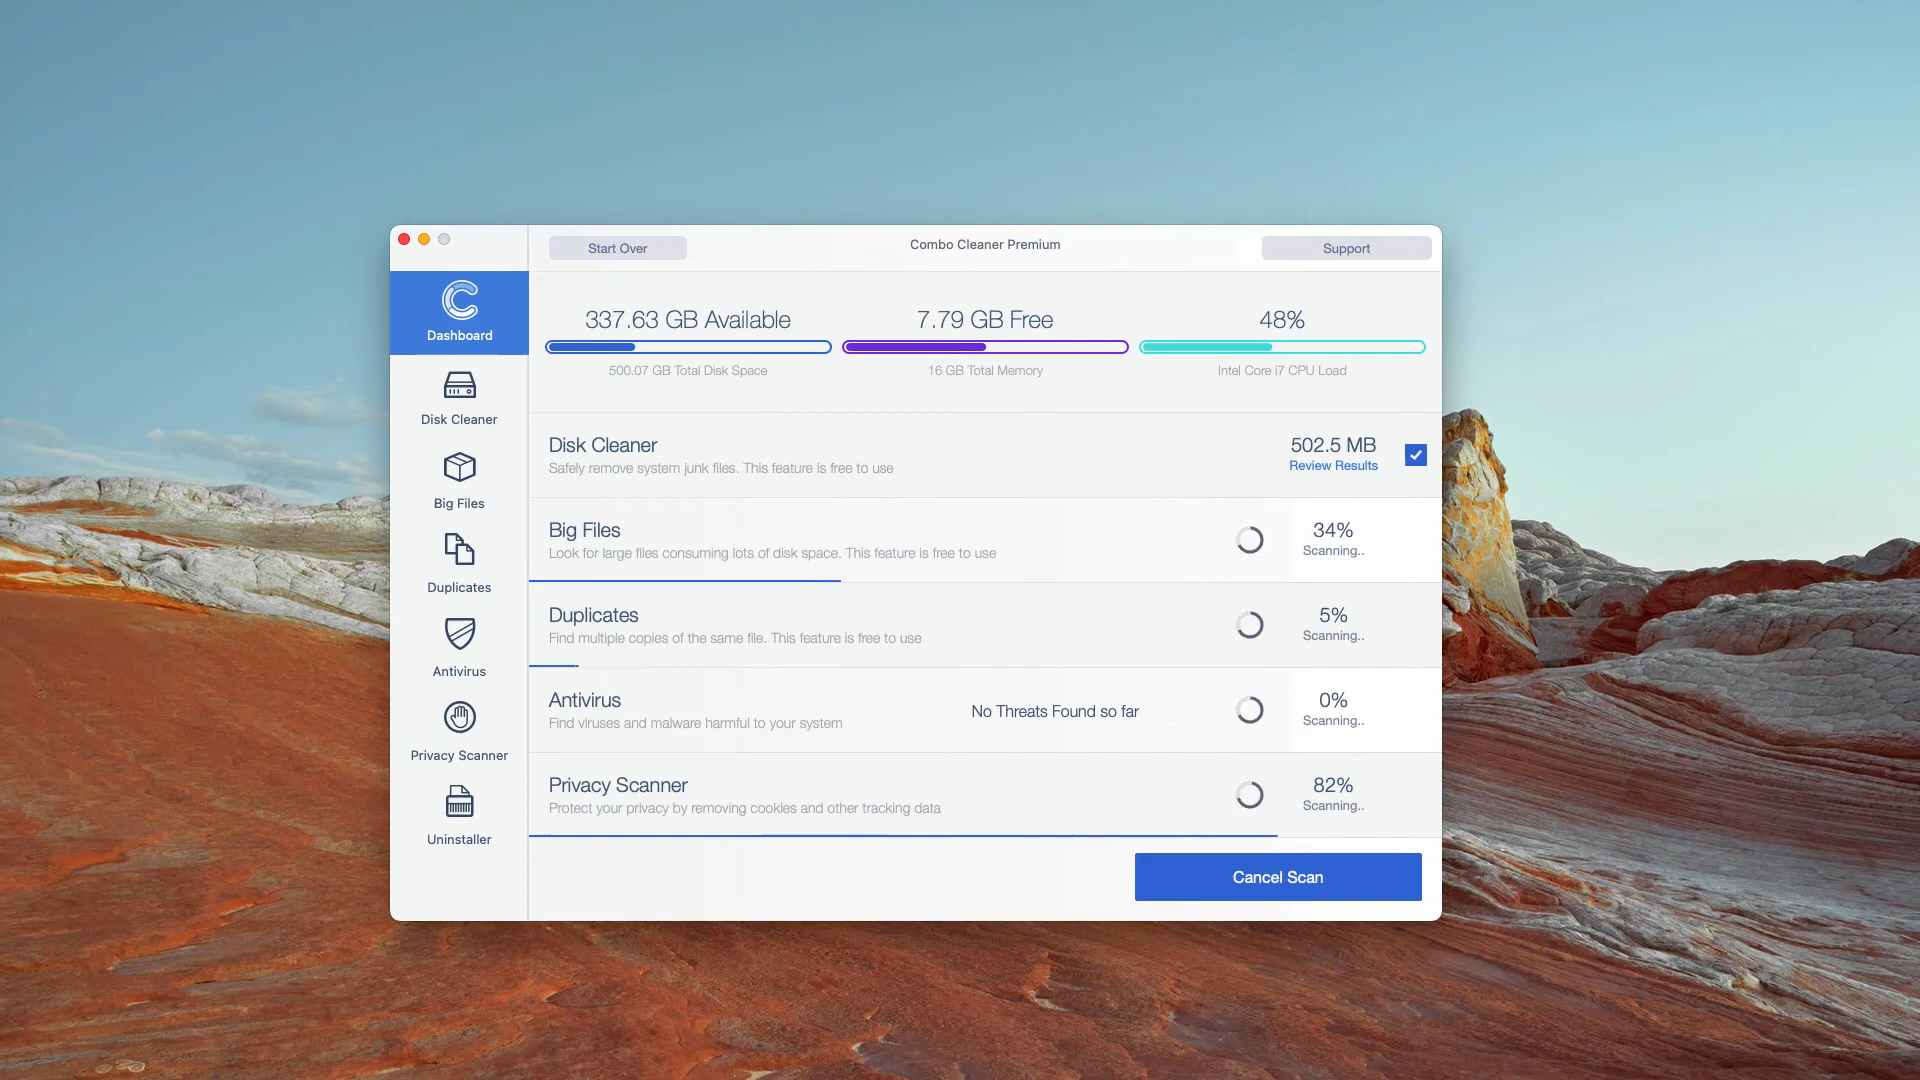 Start Over
Combo Cleaner Premium
Support
Dashboard
Disk Cleaner
Big Files
Duplicates
Antivirus
Privacy Scanner
Uninstaller
337.63 GB Available
500.07 GB Total Disk Space
7.79 GB Free
16 GB Total Memory
48%
Intel Core i7 CPU Load
Disk Cleaner
Safely remove system junk files. This feature is free to use
502.5 MB
Review Results
Big Files
Look for large files consuming lots of disk space. This feature is free to use
34%
Scanning..
Duplicates
Find multiple copies of the same file. This feature is free to use
5%
Scanning..
Antivirus
Find viruses and malware harmful to your system
No Threats Found so far
0%
Scanning..
Privacy Scanner
Protect your privacy by removing cookies and other tracking data
82%
Scanning..
Cancel Scan